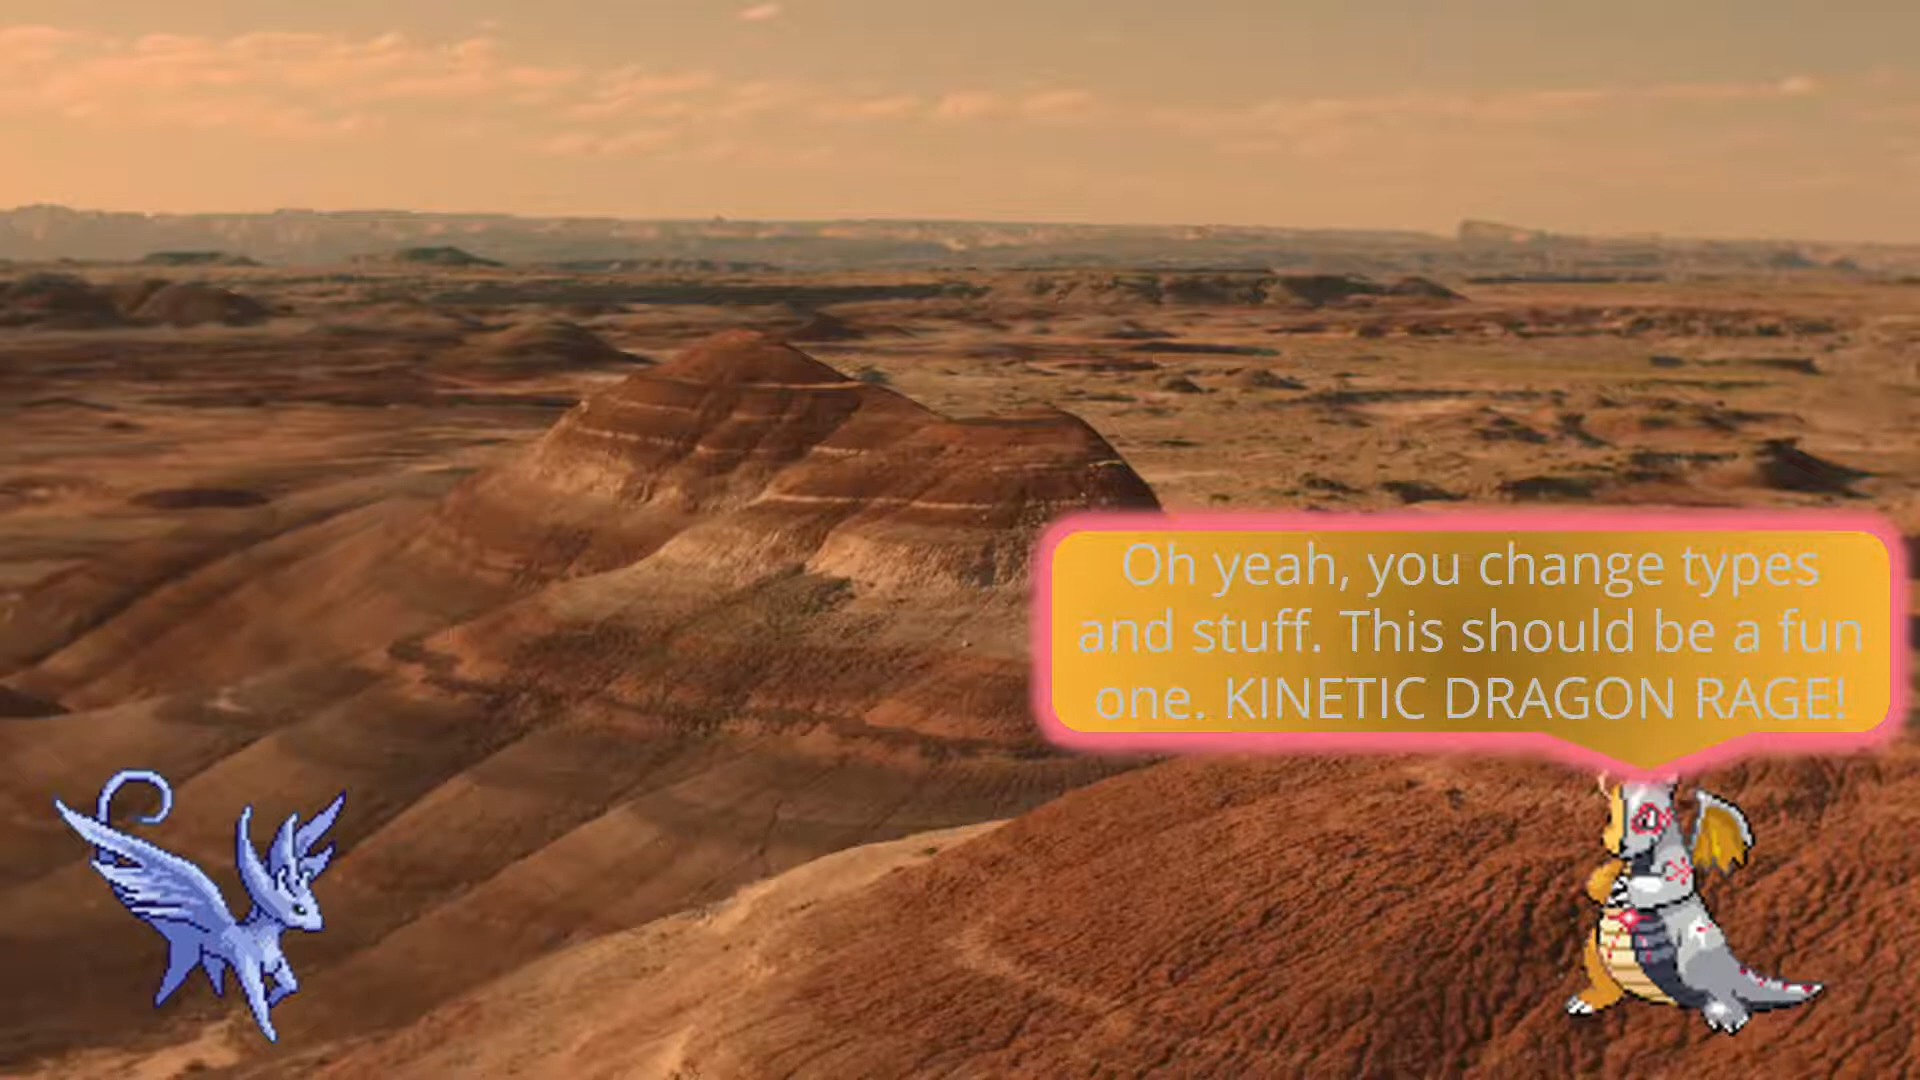 Oh yeah, you change types
and stuff. This should be a fun
one. KINETIC DRAGON RAGE!